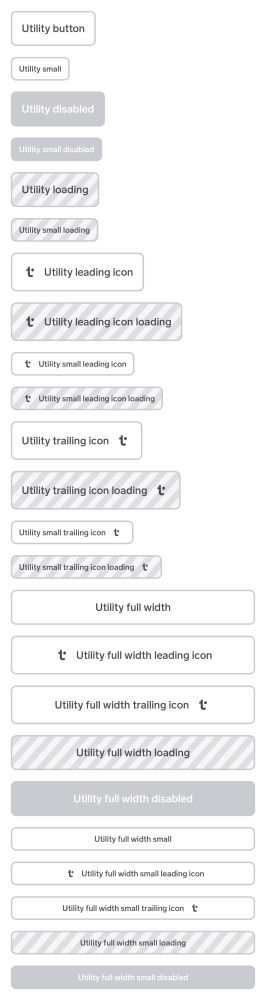 Utility button
Utility small
Utility disabled
Utility small disabled
Utility loading
Utility small loading
Utility leading icon
Utility leading icon loading
Utility small leading icon
Utility small leading icon loading
Utility trailing icon
Utility trailing icon loading
Utility small trailing icon
Utility small trailing icon loading
Utility full width
Utility full width leading icon
Utility full width trailing icon
Utility full width loading
Utility full width disabled
Utility full width small
Utility full width small leading icon
Utility full width small trailing icon
Utility full width small loading
Utility full width small disabled